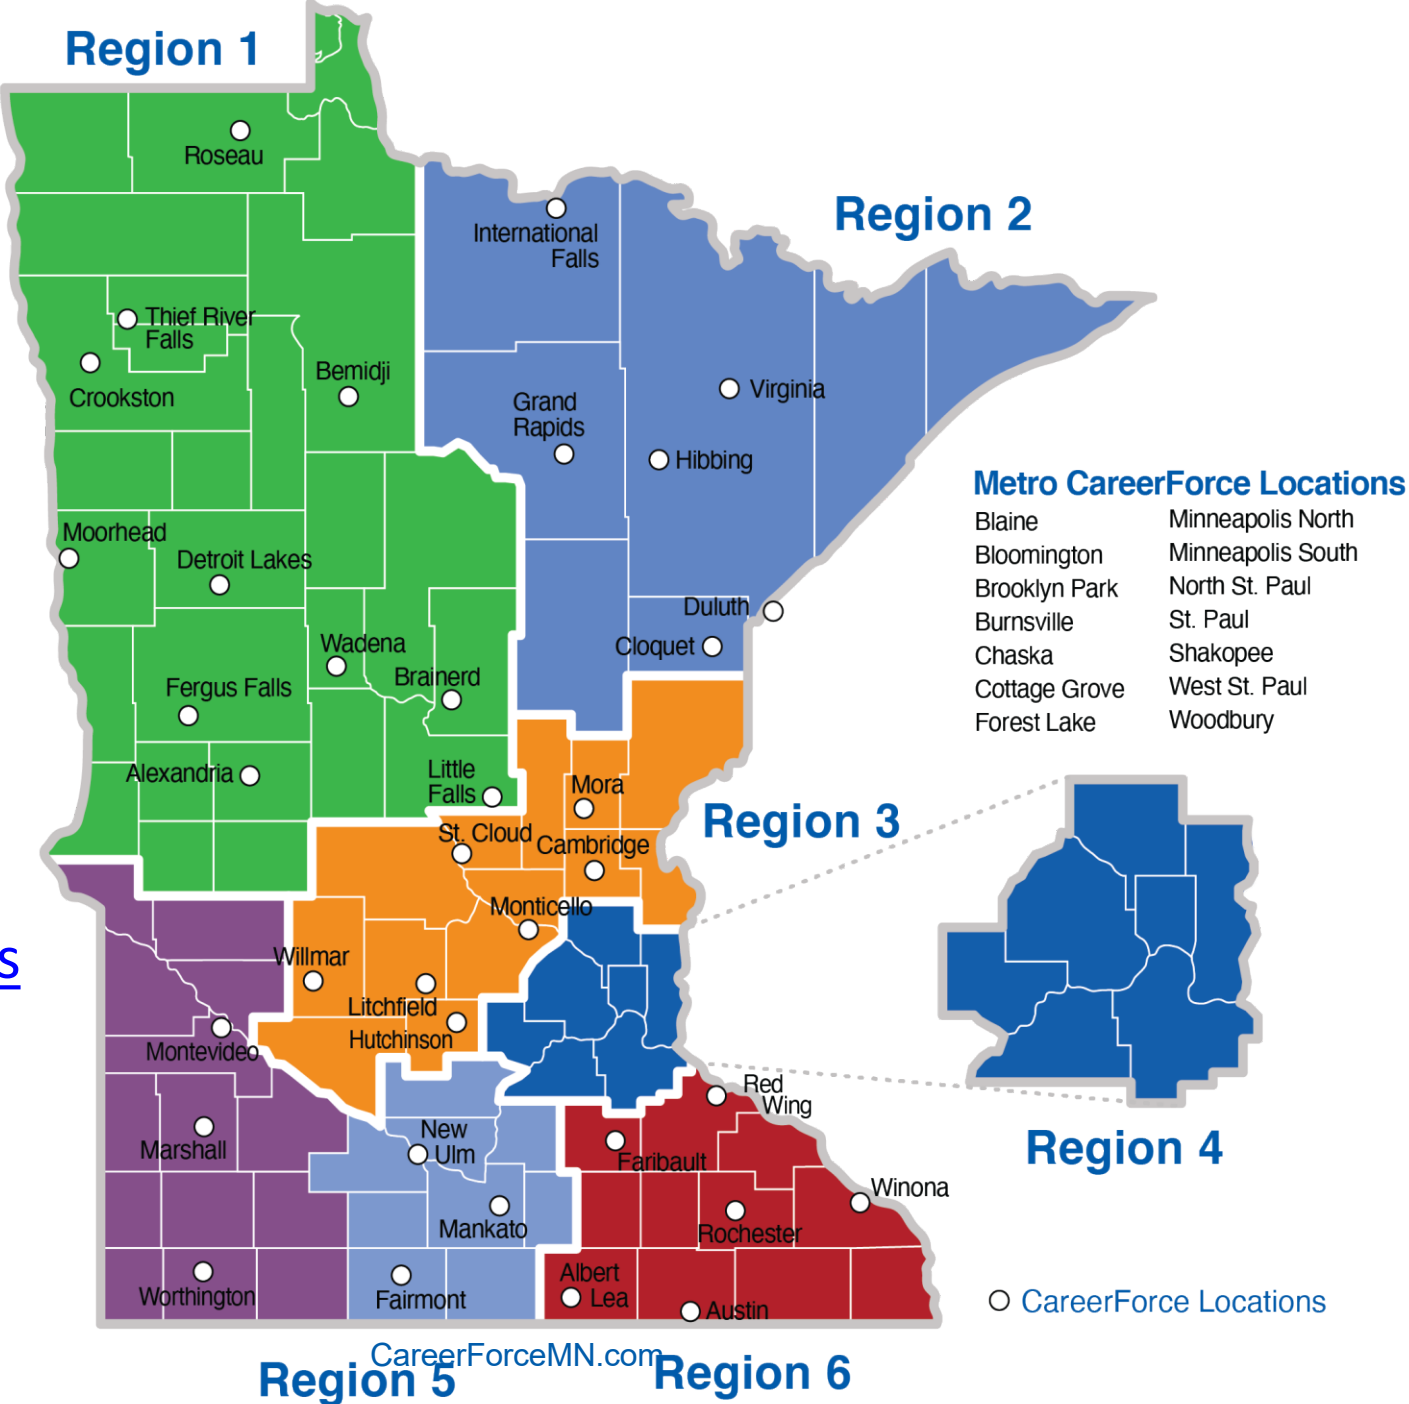 Region 1
Roseau
Region 2
International
Falls
Thief River
Falls
Crookston
Bemidji
Virginia
Grand
Rapids
Hibbing
Metro CareerForce Locations
Blaine
Bloomington
Brooklyn Park
Burnsville
Chaska
Cottage Grove
Forest Lake
Minneapolis North
Minneapolis South
North St. Paul
St. Paul
Shakopee
West St. Paul
Woodbury
Moorhead
Detroit Lakes
Duluth
Cloquet
Wadena
Brainerd
Fergus Falls
Alexandria
Little
Falls
Mora
Region 3
St. Cloud
Cambridge
Monticello
s
Willmar
Litchfield
Hutchinson
Montevideo
Red
Wing
Marshall
New
Ulm
Faribault
Region 4
Winona
Mankato
Rochester
Worthington
Fairmont
Albert
Lea
Austin
CareerForce Locations
CareerForceMN.com
Region 5
Region 6